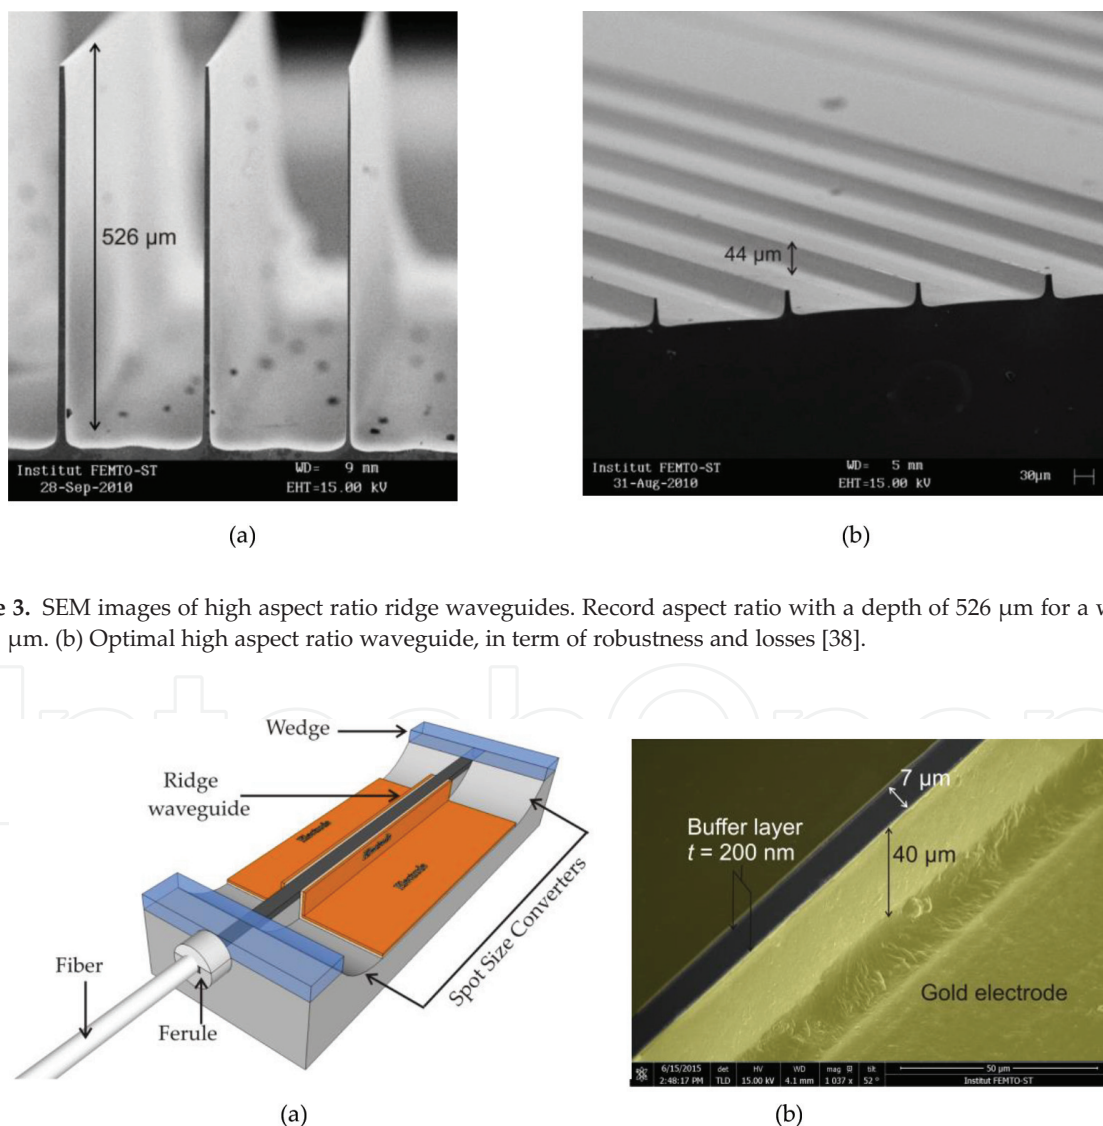 526 μm
Institut FEMTO-ST
28-Sep-2010
WD= 9 mm
EHT=15.00 kV
44 μm
Institut FEMTO-ST
31-Aug-2010
WD= 5 mm
EHT=15.00 kV
30μm
(a)
(b)
3. SEM images of high aspect ratio ridge waveguides. Record aspect ratio with a depth of 526 μm for a
μm. (b) Optimal high aspect ratio waveguide, in term of robustness and losses [38].
Wedge
Ridge
waveguide
Electrode
Electrode
Spot Size Converters
Fiber
Ferule
7 μm
Buffer layer
t = 200 nm
40 μm
Gold electrode
6/15/2015 det HV WD mag tilt 50 μm
2:48:17 PM TLD 15.00 kV 4.1 mm 1 037 x 52 ° Institut FEMTO-ST
(a)
(b)